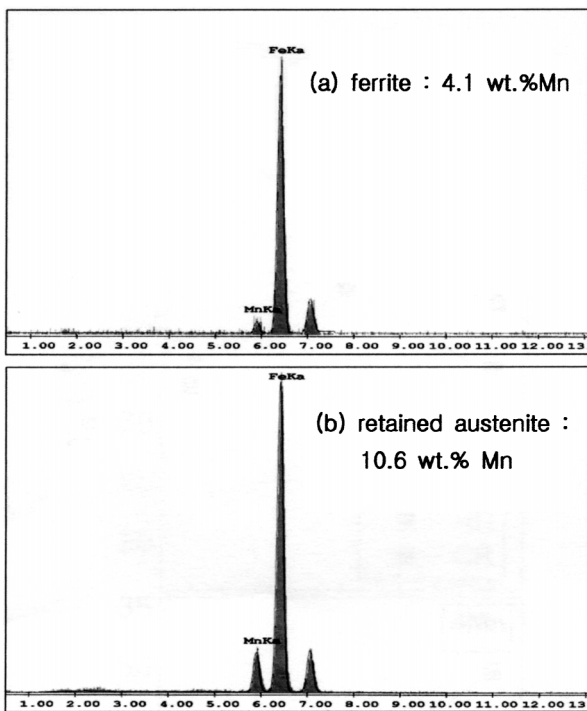 FeKa
(a) ferrite : 4.1 wt.%Mn
MnKa
1.00 2.00 3.00 4.00 5.00 6.00 7.00 8.00 9.00 10.00 11.00 12.00 13
FeKa
(b) retained austenite :
10.6 wt.% Mn
MnKa
1.00 2.00 3.00 4.00 5.00 6.00 7.00 8.00 9.00 10.00 11.00 12.00 13